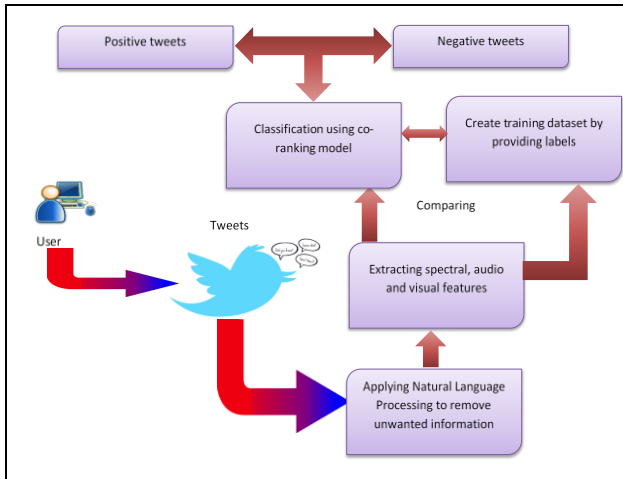 Positive tweets
Negative tweets
Classification using co-
ranking model
Create training dataset by
providing labels
Comparing
Tweets
User
Extracting spectral, audio
and visual features
Applying Natural Language
Processing to remove
unwanted information